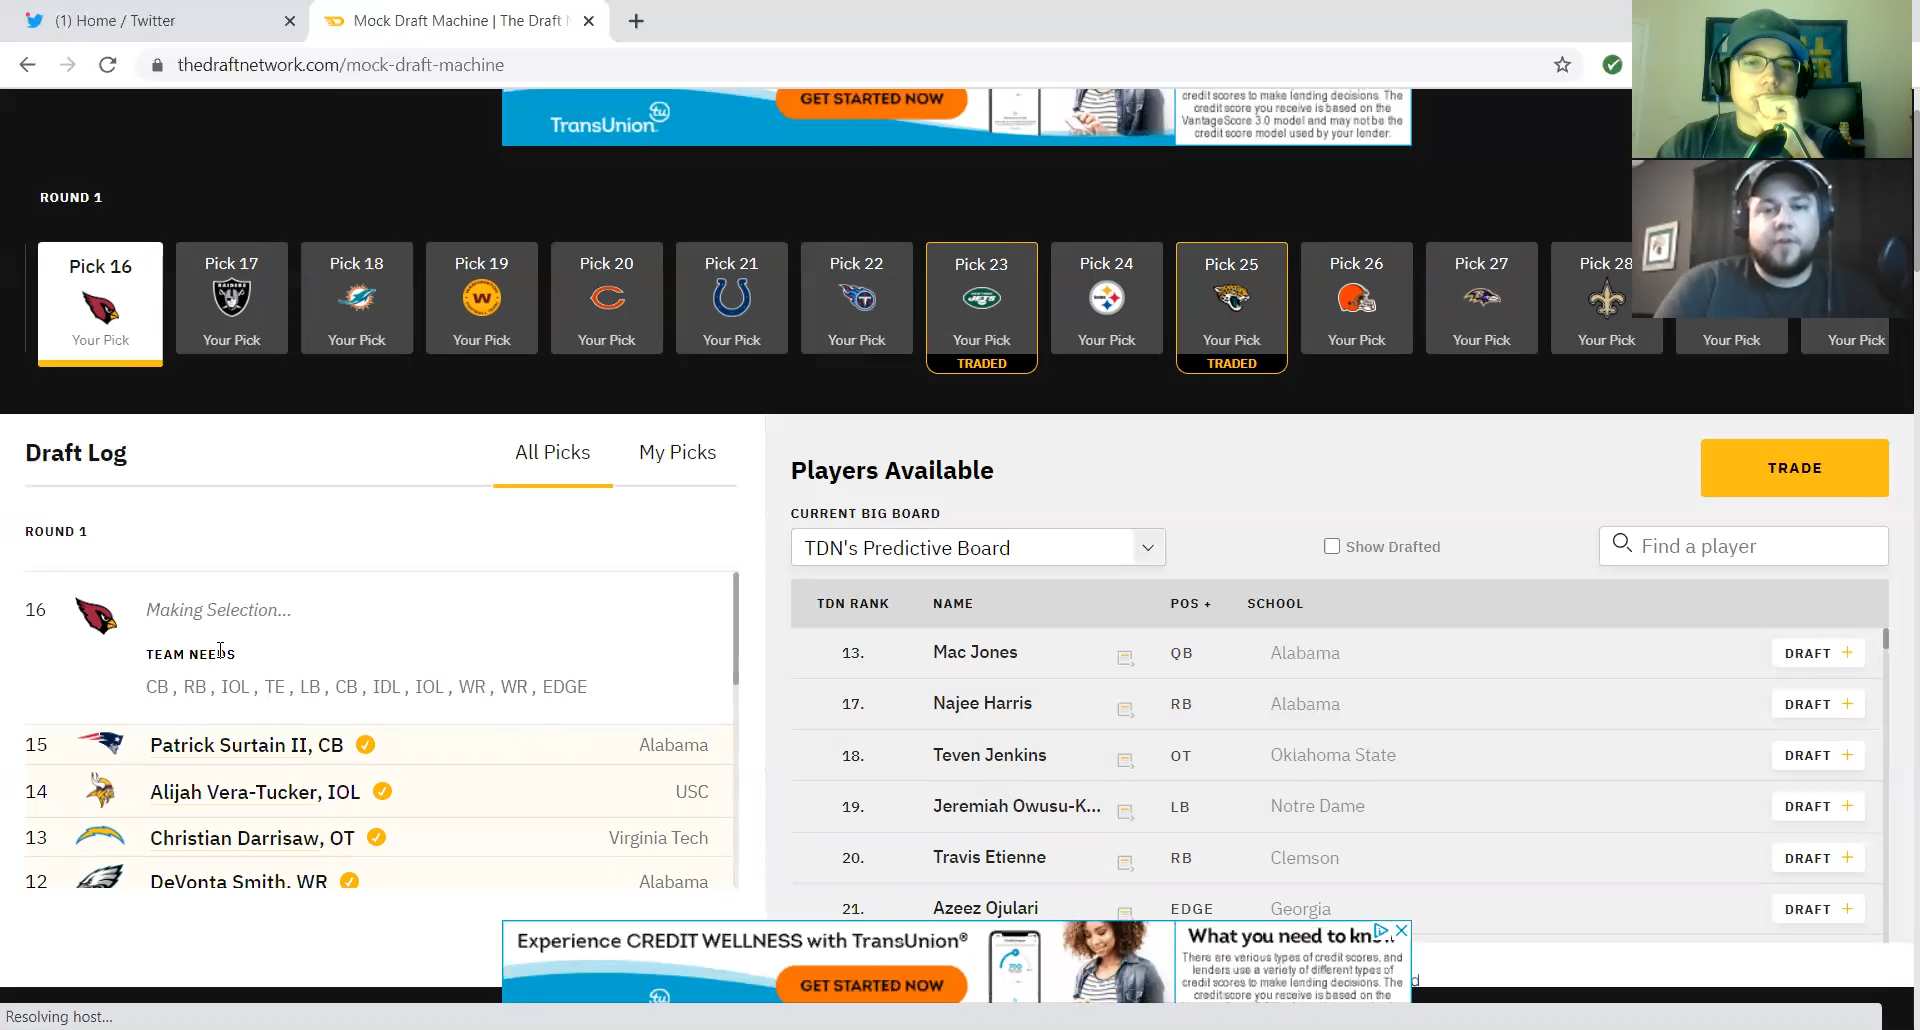 (1) Home / Twitter
Mock Draft Machine | The Draft
thedraftnetwork.com/mock-draft-machine
TransUnion
GET STARTED NOW
credit scores to make lending decisions. The
credit score you receive is based on the
VantageScore 3.0 model and may not be the
credit score model used by your lender.
ROUND 1
Pick 16
Your Pick
Pick 17
RAIDERS
Your Pick
Pick 18
Your Pick
Pick 19
W
Your Pick
Pick 20
Your Pick
Pick 21
Your Pick
Pick 22
Your Pick
Pick 23
JETS
Your Pick
TRADED
Pick 24
Your Pick
Pick 25
Your Pick
TRADED
Pick 26
Your Pick
Pick 27
Your Pick
Pick 28
Your Pick
Your Pick
Your Pick
Draft Log
All Picks
My Picks
ROUND 1
16
Making Selection...
TEAM NEEDS
CB , RB , IOL , TE , LB , CB , IDL , IOL , WR , WR , EDGE
15 Patrick Surtain II, CB Alabama
14 Alijah Vera-Tucker, IOL USC
13 Christian Darrisaw, OT Virginia Tech
12 DeVonta Smith, WR Alabama
Players Available
TRADE
CURRENT BIG BOARD
TDN's Predictive Board
Show Drafted
Find a player
TDN RANK NAME POS + SCHOOL
13. Mac Jones QB Alabama DRAFT +
17. Najee Harris RB Alabama DRAFT +
18. Teven Jenkins OT Oklahoma State DRAFT +
19. Jeremiah Owusu-K... LB Notre Dame DRAFT +
20. Travis Etienne RB Clemson DRAFT +
21. Azeez Ojulari EDGE Georgia DRAFT +
Experience CREDIT WELLNESS with TransUnion®
GET STARTED NOW
What you need to
There are various types of credit scores, and
lenders use a variety of different types of
credit scores to make lending decisions. The
credit score you receive is based on the
Resolving host...